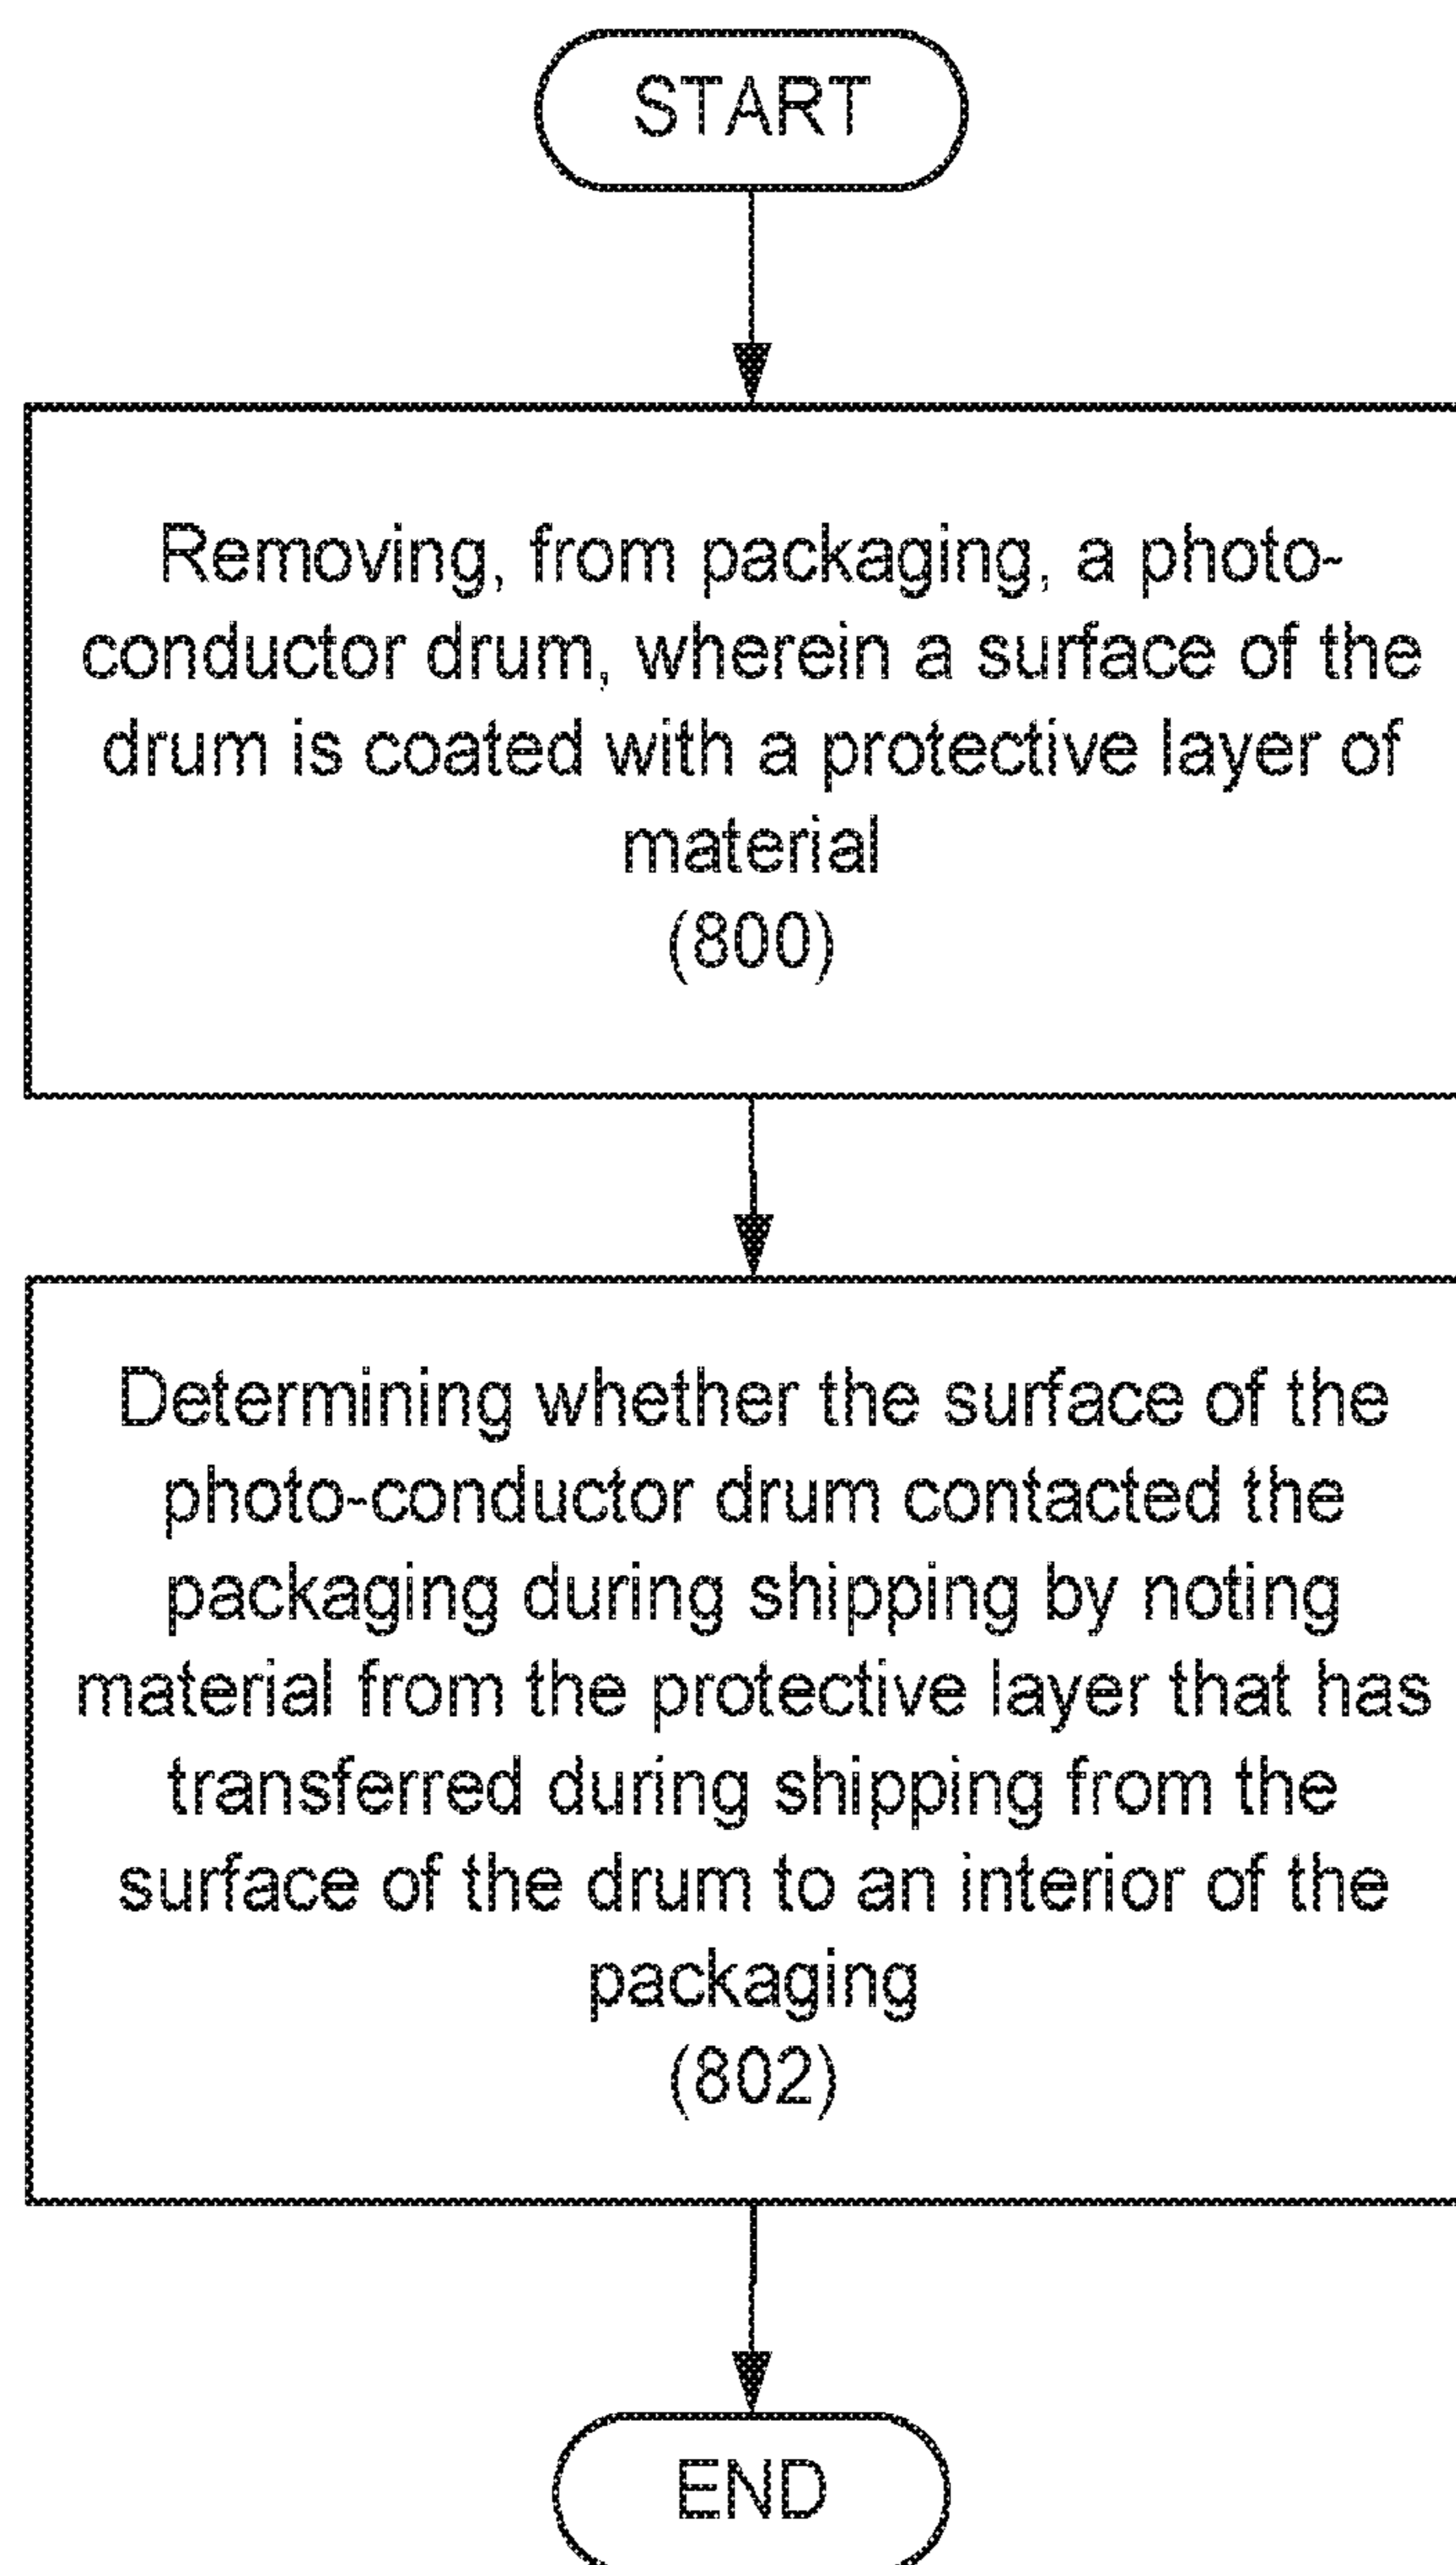 START
Removing, from packaging, a photo-
conductor drum, wherein a surface of the
drum is coated with a protective layer of
material
(800)
Determining whether the surface of the
photo-conductor drum contacted the
packaging during shipping by noting
material from the protective layer that has
transferred during shipping from the
surface of the drum to an interior of the
packaging
(802)
END